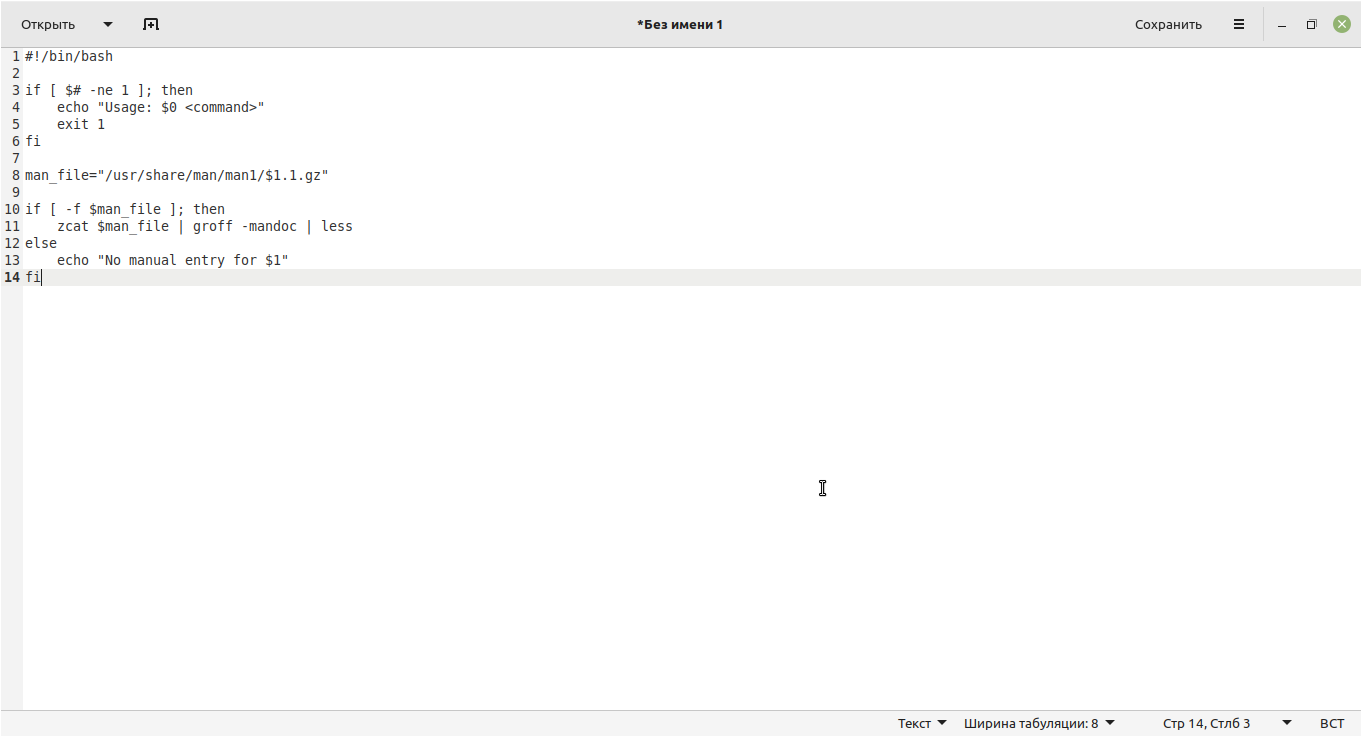 Открыть *Без имени 1 Сохранить
1 #!/bin/bash
2
3 if [ $# -ne 1 ]; then
4     echo "Usage: $0 <command>"
5     exit 1
6 fi
7
8 man_file="/usr/share/man/man1/$1.1.gz"
9
10 if [ -f $man_file ]; then
11     zcat $man_file | groff -mandoc | less
12 else
13     echo "No manual entry for $1"
14 fi
Текст Ширина табуляции: 8 Стр 14, Стлб 3 ВСТ